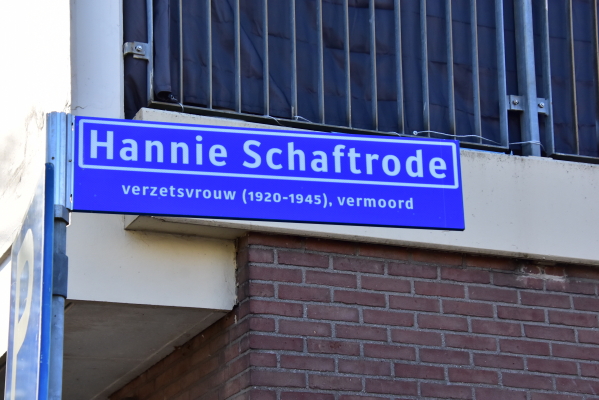 Hannie Schaftrode
verzetsvrouw (1920-1945), vermoord